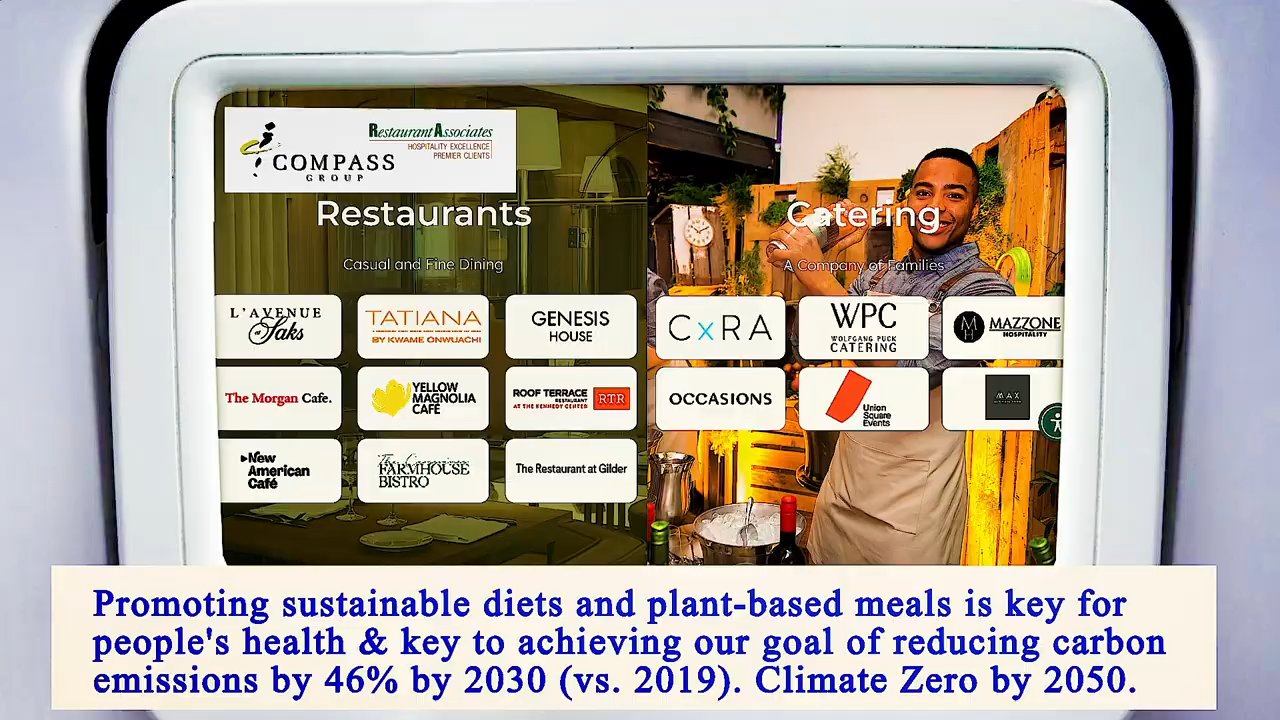 COMPASS
GROUP
Restaurant Associates
HOSPITALITY EXCELLENCE
PREMIER CLIENTS
Restaurants
Casual and Fine Dining
L'AVENUE
at Saks
TATIANA
BY KWAME ONWUACHI
GENESIS
HOUSE
The Morgan Cafe.
YELLOW
MAGNOLIA
CAFÉ
ROOF TERRACE
RESTAURANT
AT THE KENNEDY CENTER
RTR
New
American
Café
FARMHOUSE
BISTRO
The Restaurant at Gilder
Catering
A Company of Families
CxRA
WPC
WOLFGANG PUCK
CATERING
MH
MAZZONE
HOSPITALITY
OCCASIONS
Union
Square
Events
MAX
Promoting sustainable diets and plant-based meals is key for
people's health & key to achieving our goal of reducing carbon
emissions by 46% by 2030 (vs. 2019). Climate Zero by 2050.